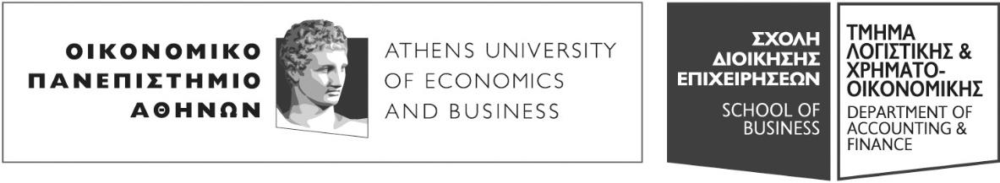 ΟΙΚΟΝΟΜΙΚΟ
ΠΑΝΕΠΙΣΤΗΜΙΟ
ΑΘΗΝΩΝ
ATHENS UNIVERSITY
OF ECONOMICS
AND BUSINESS
ΣΧΟΛΗ
ΔΙΟΙΚΗΣΗΣ
ΕΠΙΧΕΙΡΗΣΕΩΝ
SCHOOL OF
BUSINESS
ΤΜΗΜΑ
ΛΟΓΙΣΤΙΚΗΣ &
ΧΡΗΜΑΤΟ-
ΟΙΚΟΝΟΜΙΚΗΣ
DEPARTMENT OF
ACCOUNTING &
FINANCE